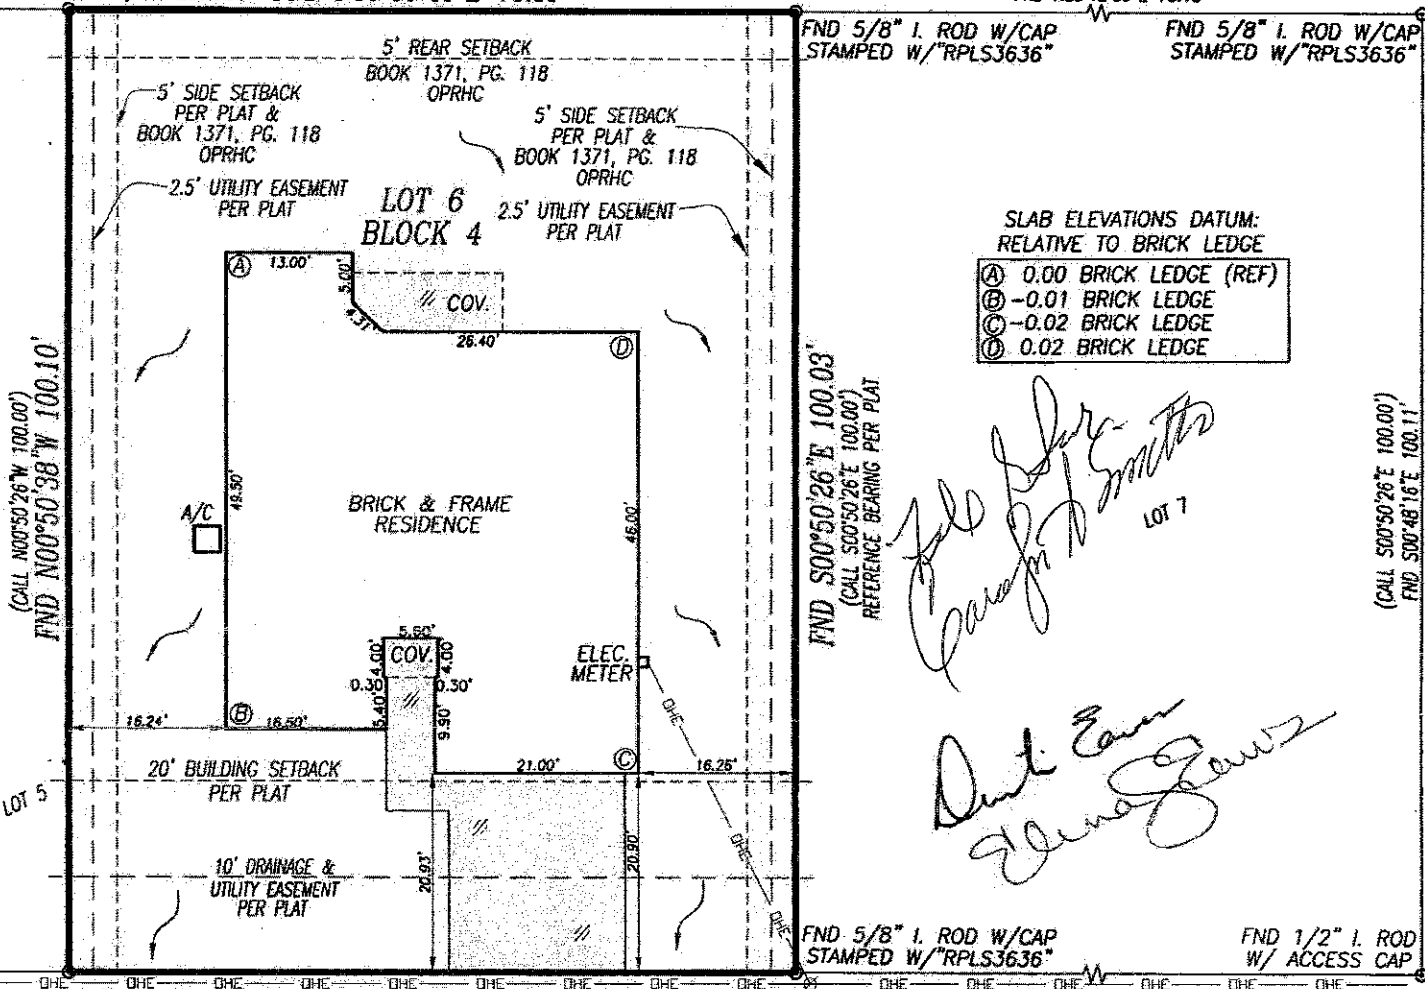 FND 5/8" I. ROD W/CAP
STAMPED W/"RPLS3636"
FND 5/8" I. ROD W/CAP
STAMPED W/"RPLS3636"
5' REAR SETBACK
BOOK 1371, PG. 118
OPRHC
5' SIDE SETBACK
PER PLAT &
BOOK 1371, PG. 118
OPRHC
5' SIDE SETBACK
PER PLAT &
BOOK 1371, PG. 118
OPRHC
2.5' UTILITY EASEMENT
PER PLAT
LOT 6
BLOCK 4
2.5' UTILITY EASEMENT
PER PLAT
SLAB ELEVATIONS DATUM:
RELATIVE TO BRICK LEDGE
A 0.00 BRICK LEDGE (REF)
B -0.01 BRICK LEDGE
C -0.02 BRICK LEDGE
D 0.02 BRICK LEDGE
A
13.00'
5.00'
4.31'
COV.
26.40'
D
(CALL N00°50'26"W 100.00')
FND N00°50'38"W 100.10'
FND S00°50'26"E 100.03'
(CALL S00°50'26"E 100.00')
REFERENCE BEARING PER PLAT
(CALL S00°50'26"E 100.00')
FND S00°48'16"E 100.11'
49.50'
A/C
BRICK & FRAME
RESIDENCE
46.00'
LOT 7
5.60'
4.00'
COV.
4.00'
ELEC.
METER
0.30'
0.30'
5.40'
9.90'
OHE
16.24'
B
16.50'
21.00'
C
16.26'
20' BUILDING SETBACK
PER PLAT
LOT 5
OHE
20.93'
20.90'
10' DRAINAGE &
UTILITY EASEMENT
PER PLAT
OHE
FND 5/8" I. ROD W/CAP
STAMPED W/"RPLS3636"
FND 1/2" I. ROD
W/ ACCESS CAP
OHE OHE OHE OHE OHE OHE OHE OHE OHE OHE OHE OHE OHE OHE OHE